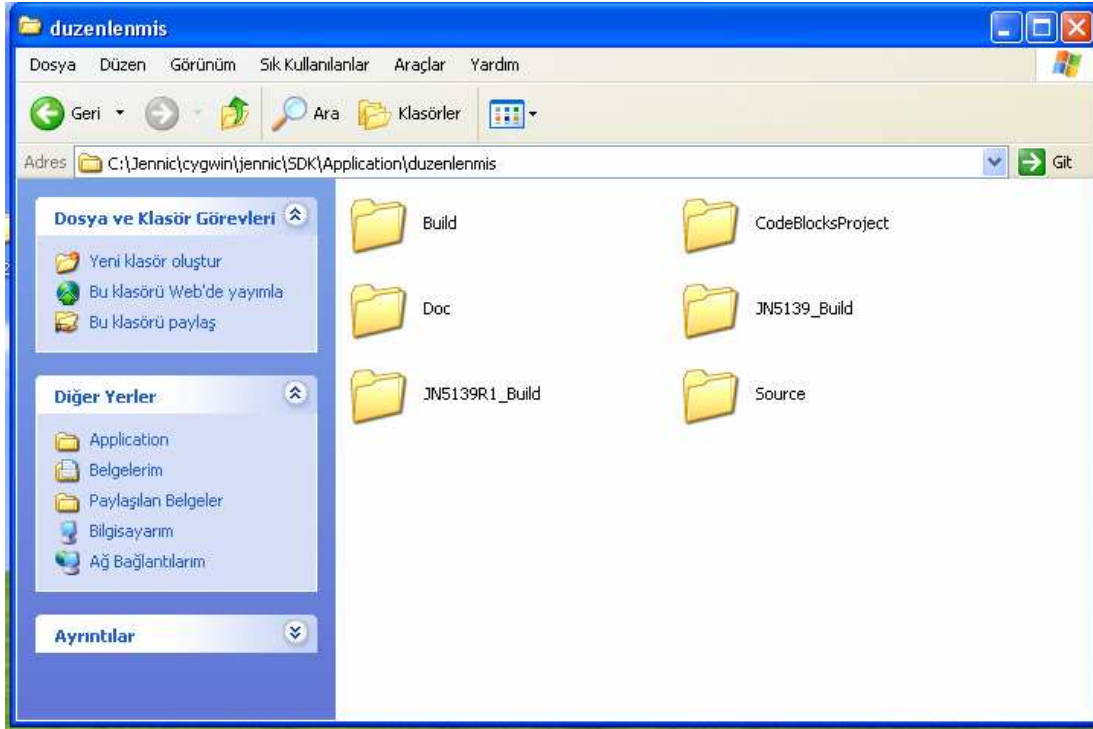 duzenlenmis
Dosya Düzen Görünüm Sık Kullanılanlar Araçlar Yardım
Geri Ara Klasörler
Adres C:\Jennic\cygwin\jennic\SDK\Application\duzenlenmis Git
Dosya ve Klasör Görevleri
Yeni klasör oluştur
Bu klasörü Web'de yayımla
Bu klasörü paylaş
Diğer Yerler
Application
Belgelerim
Paylaşılan Belgeler
Bilgisayarım
Ağ Bağlantılarım
Ayrıntılar
Build CodeBlocksProject
Doc JN5139_Build
JN5139R1_Build Source